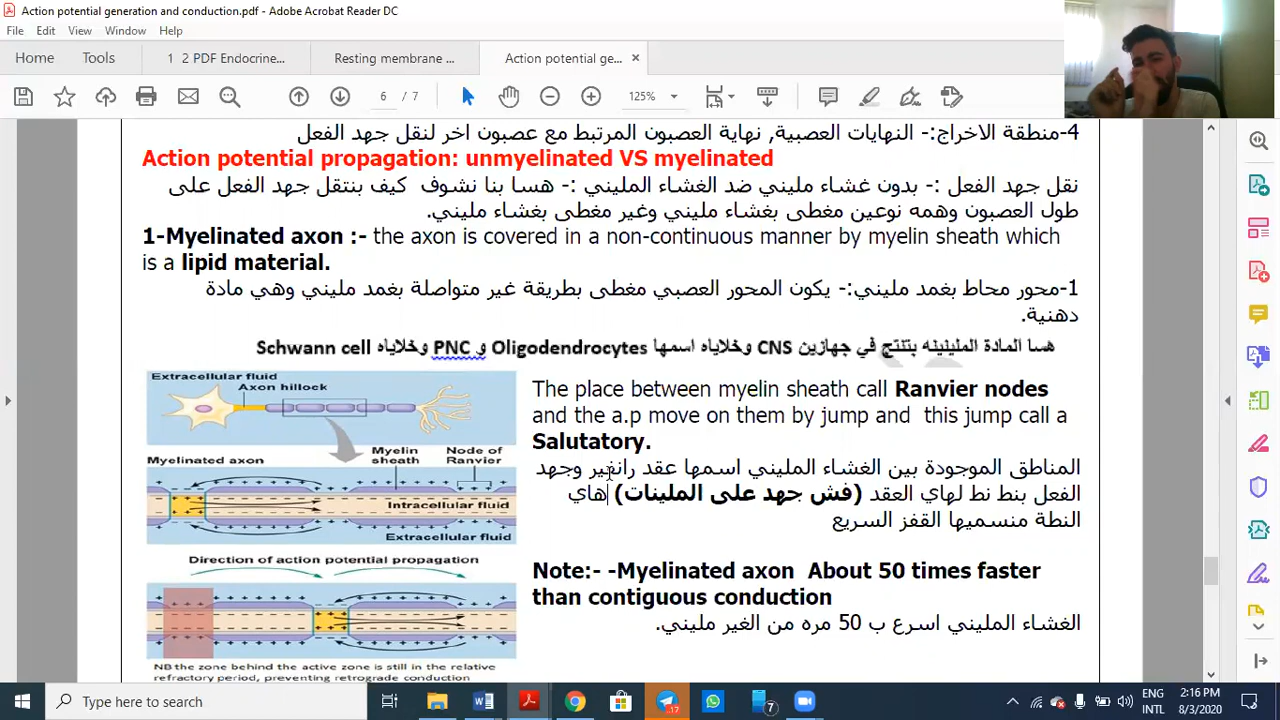 Action potential generation and conduction.pdf - Adobe Acrobat Reader DC
File Edit View Window Help
Home Tools 1 2 PDF Endocrine... Resting membrane ... Action potential ge... ×
6 / 7 125%
4-منطقة الاخراج:- النهايات العصبية, نهاية العصبون المرتبط مع عصبون اخر لنقل جهد الفعل
Action potential propagation: unmyelinated VS myelinated
نقل جهد الفعل :- بدون غشاء مليني ضد الغشاء المليني :- هسا بنا نشوف كيف بنتقل جهد الفعل على
طول العصبون وهمه نوعين مغطى بغشاء مليني وغير مغطى بغشاء مليني.
1-Myelinated axon :- the axon is covered in a non-continuous manner by myelin sheath which
is a lipid material.
1-محور محاط بغمد مليني:- يكون المحور العصبي مغطى بطريقة غير متواصلة بغمد مليني وهي مادة
دهنية.
هسا المادة الملينينه بتنتج في جهازين CNS وخلاياه اسمها Oligodendrocytes و PNC وخلاياه Schwann cell
Extracellular fluid
Axon hillock
Myelinated axon
Myelin sheath
Node of Ranvier
Intracellular fluid
Extracellular fluid
Direction of action potential propagation
NB the zone behind the active zone is still in the relative
refractory period, preventing retrograde conduction
The place between myelin sheath call Ranvier nodes
and the a.p move on them by jump and this jump call a
Salutatory.
المناطق الموجودة بين الغشاء المليني اسمها عقد رانفير وجهد
الفعل بنط نط لهاي العقد (فش جهد على الملينات) هاي
النطة منسميها القفز السريع
Note:- -Myelinated axon About 50 times faster
than contiguous conduction
الغشاء المليني اسرع ب 50 مره من الغير مليني.
Type here to search
17
7
ENG
INTL
2:16 PM
8/3/2020